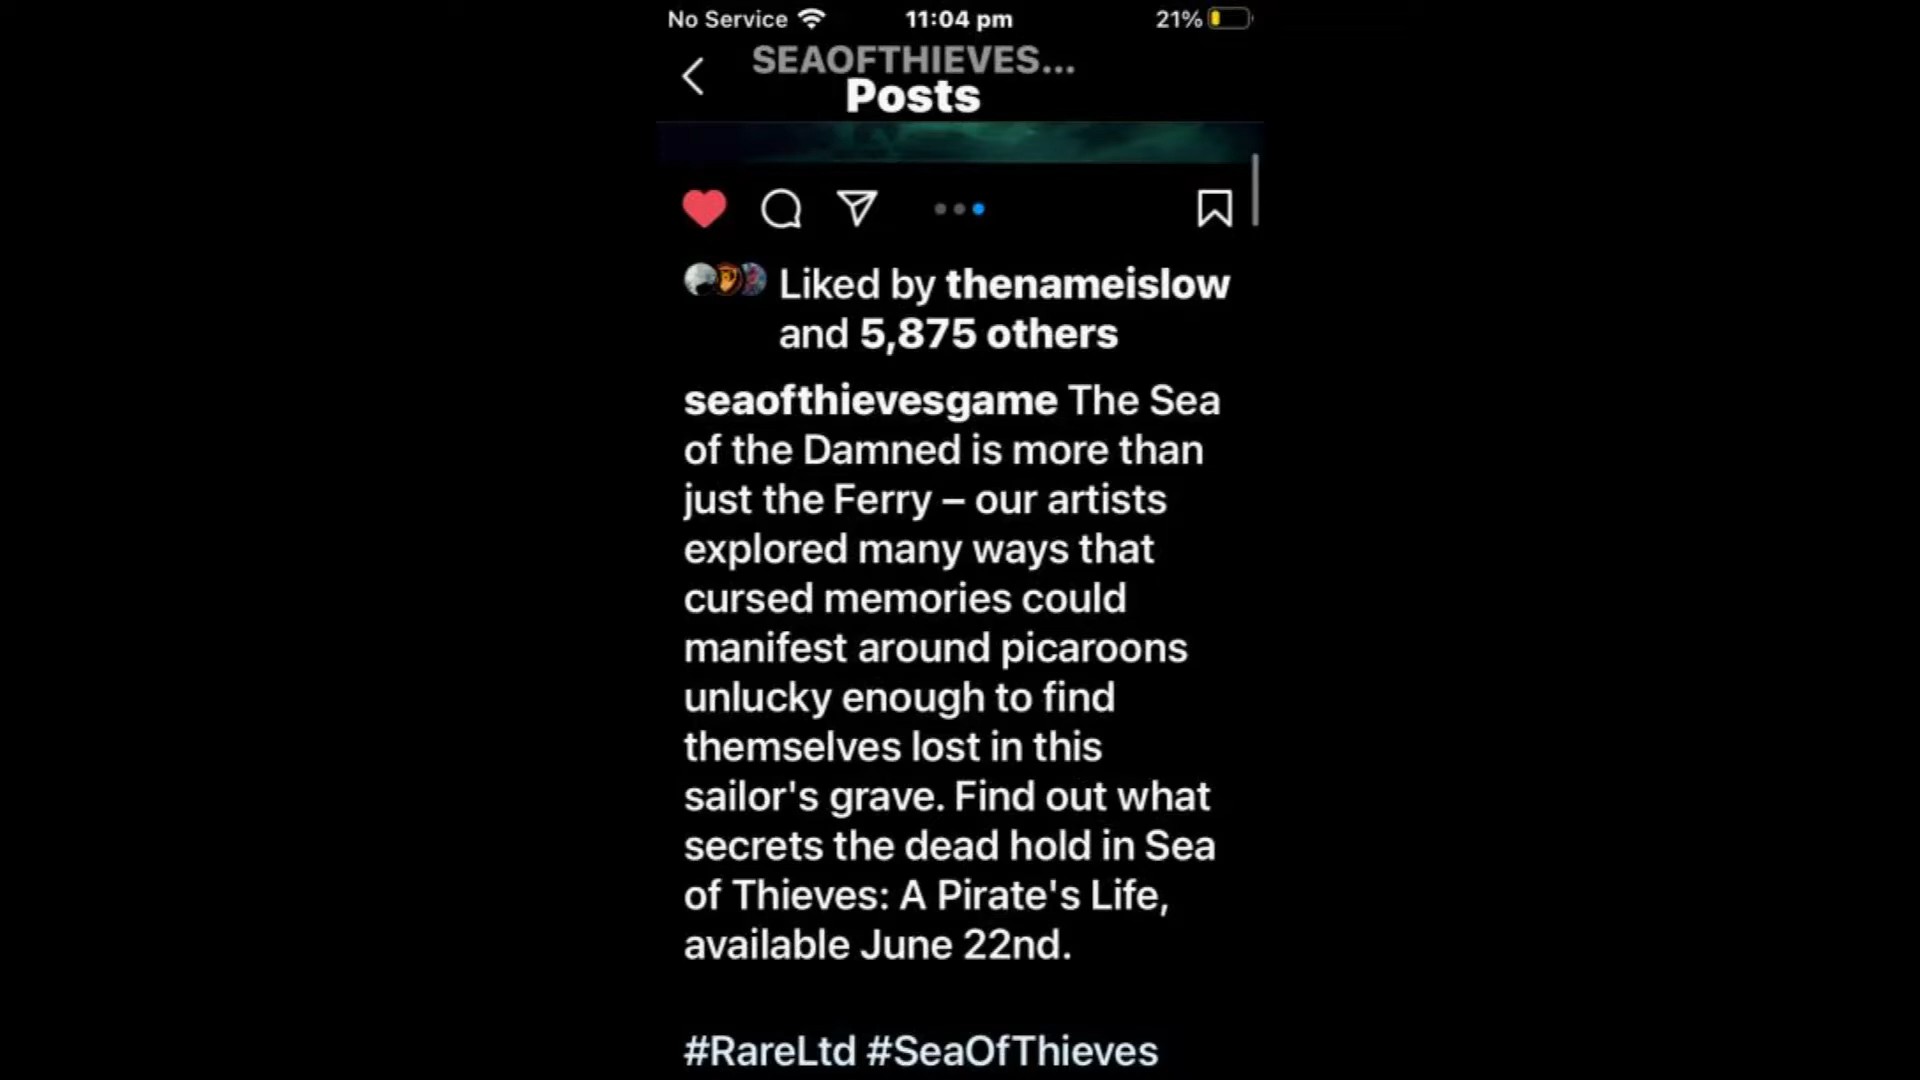 No Service 11:04 pm 21%
SEAOFTHIEVES...
Posts
Liked by thenameislow
and 5,875 others
seaofthievesgame The Sea
of the Damned is more than
just the Ferry – our artists
explored many ways that
cursed memories could
manifest around picaroons
unlucky enough to find
themselves lost in this
sailor's grave. Find out what
secrets the dead hold in Sea
of Thieves: A Pirate's Life,
available June 22nd.
#RareLtd #SeaOfThieves